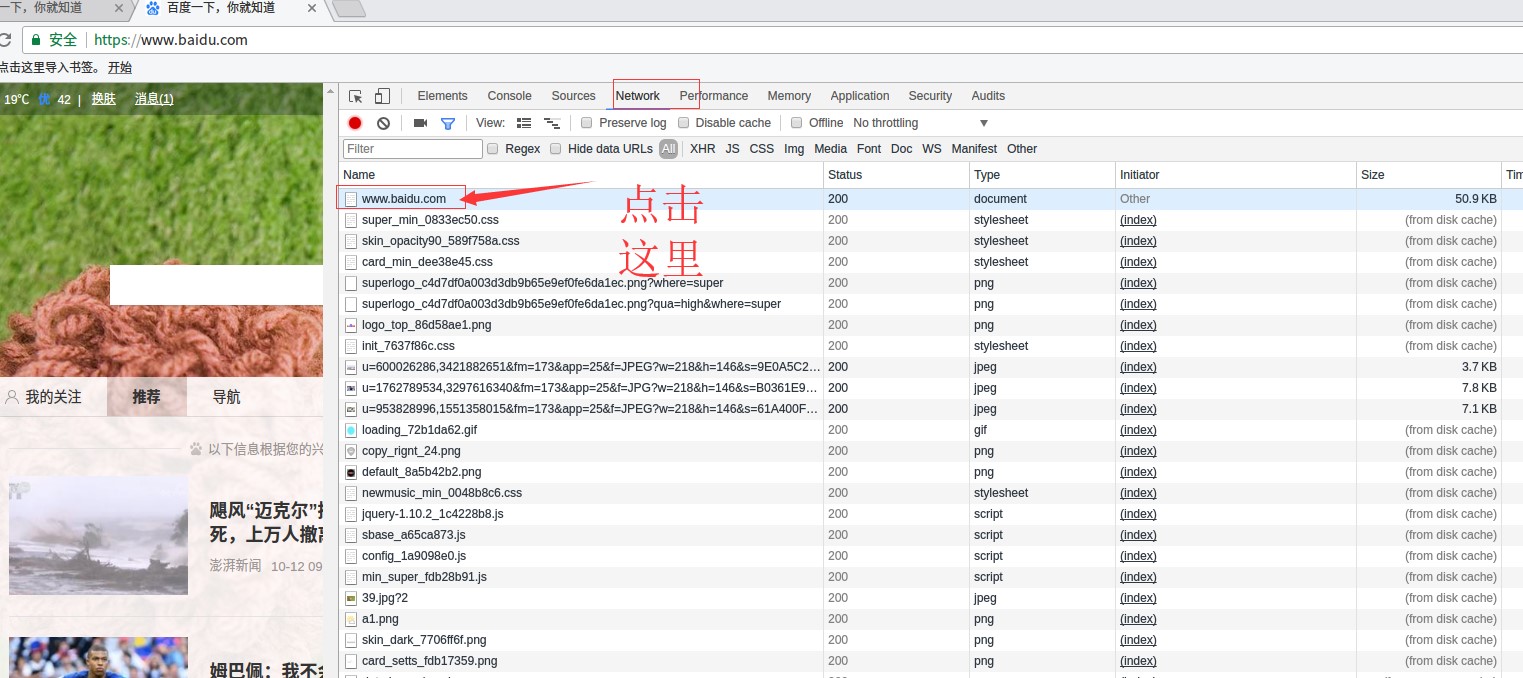 一下，你就知道
百度一下，你就知道
安全 https://www.baidu.com
点击这里导入书签。 开始
19℃ 优 42 | 换肤 消息(1)
Elements Console Sources Network Performance Memory Application Security Audits
View: Preserve log Disable cache Offline No throttling
Filter Regex Hide data URLs All XHR JS CSS Img Media Font Doc WS Manifest Other
Name Status Type Initiator Size Tim
www.baidu.com 200 document Other 50.9 KB
点击
这里
super_min_0833ec50.css 200 stylesheet (index) (from disk cache)
skin_opacity90_589f758a.css 200 stylesheet (index) (from disk cache)
card_min_dee38e45.css 200 stylesheet (index) (from disk cache)
superlogo_c4d7df0a003d3db9b65e9ef0fe6da1ec.png?where=super 200 png (index) (from disk cache)
superlogo_c4d7df0a003d3db9b65e9ef0fe6da1ec.png?qua=high&where=super 200 png (index) (from disk cache)
logo_top_86d58ae1.png 200 png (index) (from disk cache)
init_7637f86c.css 200 stylesheet (index) (from disk cache)
u=600026286,3421882651&fm=173&app=25&f=JPEG?w=218&h=146&s=9E0A5C2... 200 jpeg (index) 3.7 KB
u=1762789534,3297616340&fm=173&app=25&f=JPG?w=218&h=146&s=B0361E9... 200 jpeg (index) 7.8 KB
u=953828996,1551358015&fm=173&app=25&f=JPEG?w=218&h=146&s=61A400F... 200 jpeg (index) 7.1 KB
loading_72b1da62.gif 200 gif (index) (from disk cache)
copy_rignt_24.png 200 png (index) (from disk cache)
default_8a5b42b2.png 200 png (index) (from disk cache)
newmusic_min_0048b8c6.css 200 stylesheet (index) (from disk cache)
jquery-1.10.2_1c4228b8.js 200 script (index) (from disk cache)
sbase_a65ca873.js 200 script (index) (from disk cache)
config_1a9098e0.js 200 script (index) (from disk cache)
min_super_fdb28b91.js 200 script (index) (from disk cache)
39.jpg?2 200 jpeg (index) (from disk cache)
a1.png 200 png (index) (from disk cache)
skin_dark_7706ff6f.png 200 png (index) (from disk cache)
card_setts_fdb17359.png 200 png (index) (from disk cache)
我的关注 推荐 导航
以下信息根据您的兴
飓风“迈克尔”
死，上万人撤
澎湃新闻 10-12 09
姆巴佩：我不